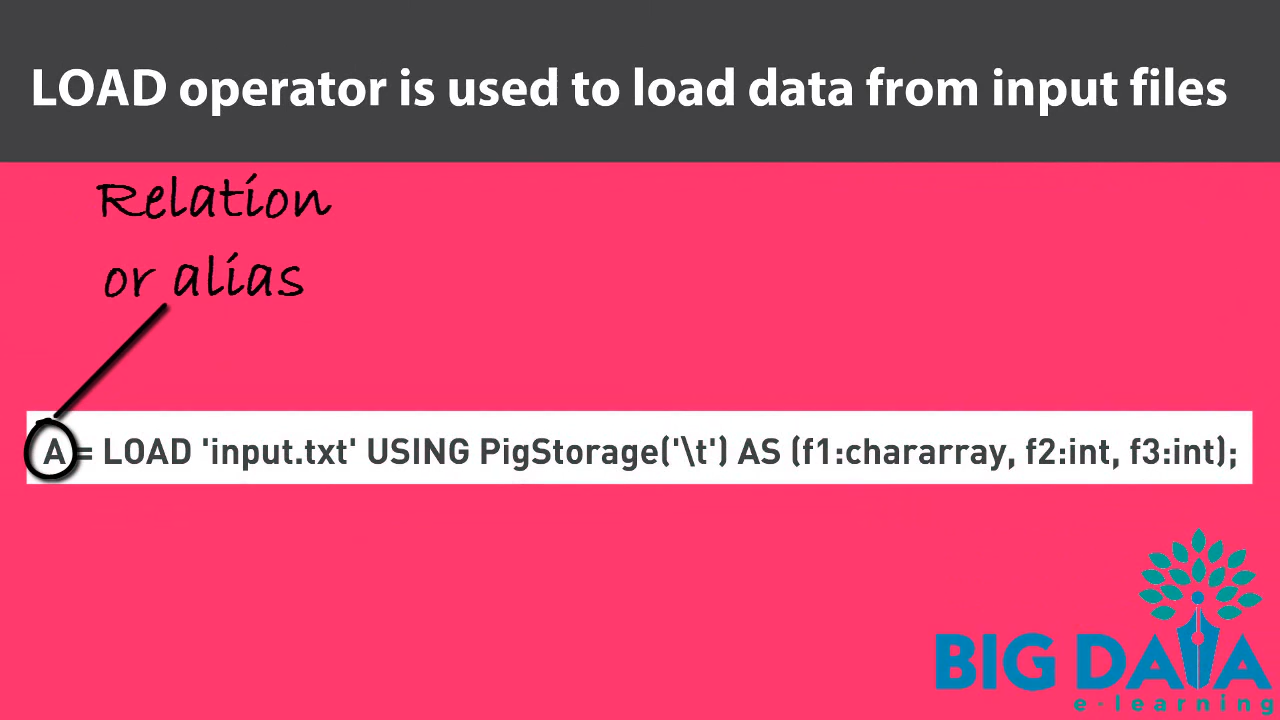 LOAD operator is used to load data from input files
Relation
or alias
A = LOAD 'input.txt' USING PigStorage('\t') AS (f1:chararray, f2:int, f3:int);
BIG DATA
e-learning